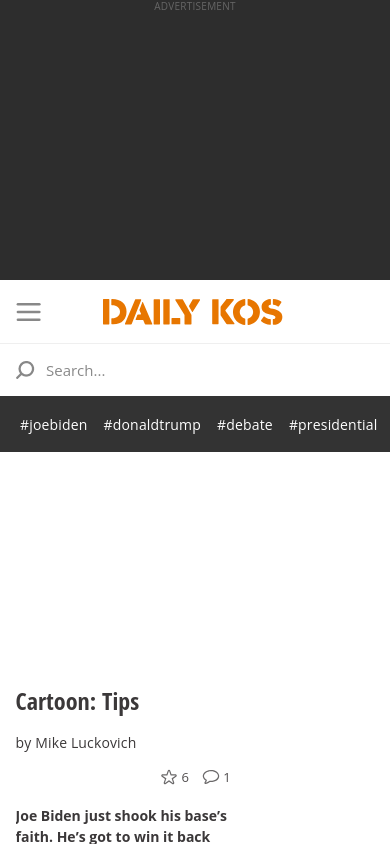 ADVERTISEMENT
DAILY KOS
Search...
#joebiden #donaldtrump #debate #presidential
Cartoon: Tips
by Mike Luckovich
6 1
Joe Biden just shook his base’s
faith. He’s got to win it back